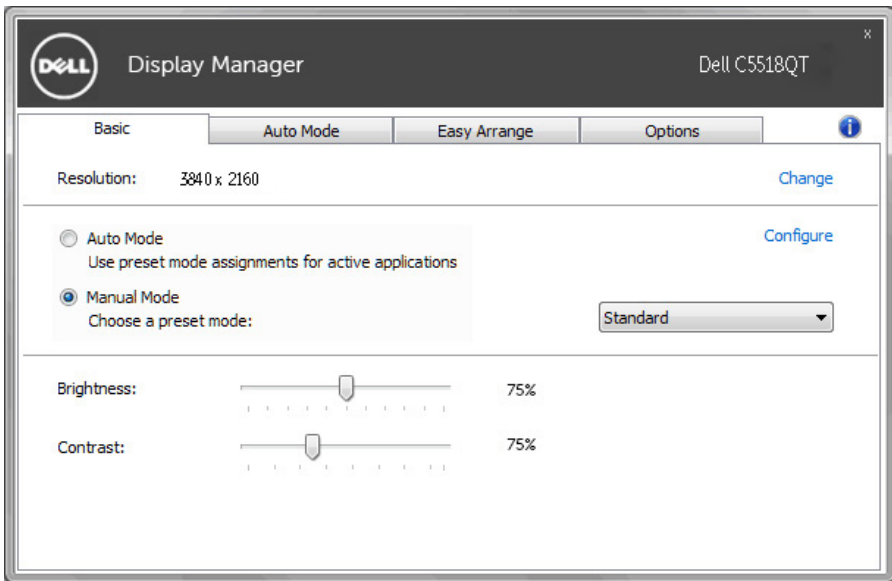 DELL
Display Manager
Dell C5518QT
x
Basic
Auto Mode
Easy Arrange
Options
i
Resolution: 3840 x 2160 Change
Auto Mode Configure
Use preset mode assignments for active applications
Manual Mode
Choose a preset mode: Standard
Brightness: 75%
Contrast: 75%